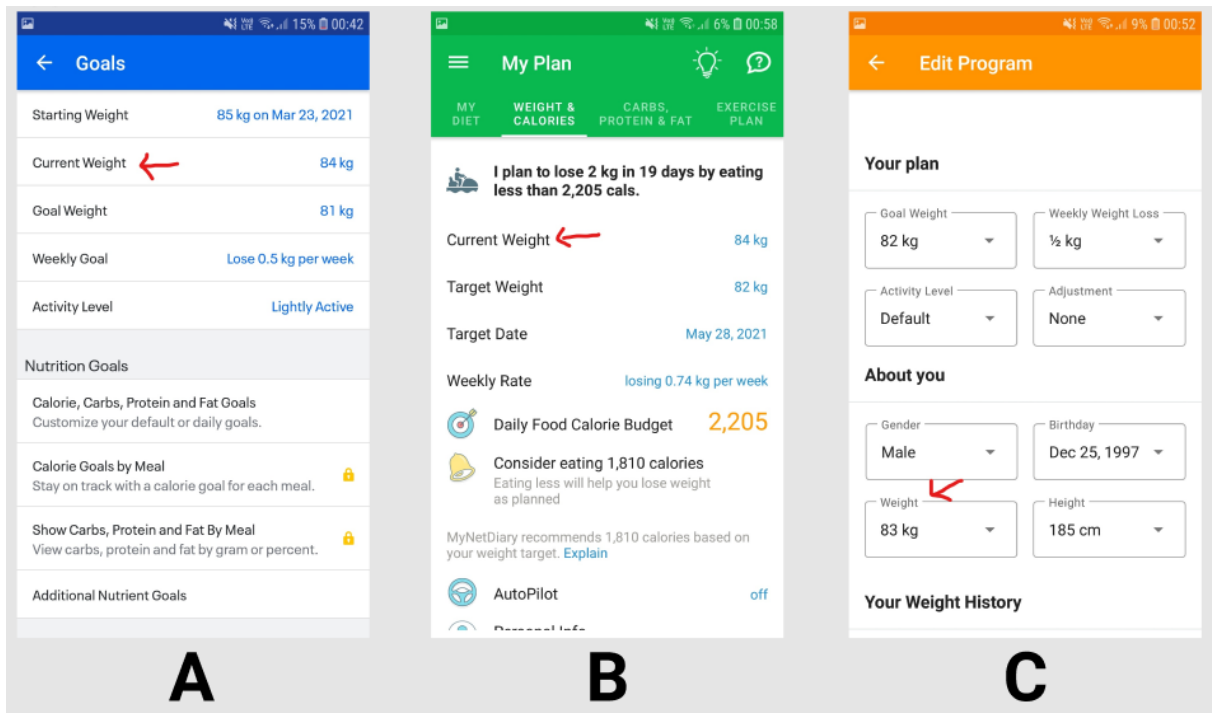 15% 00:42
Goals
Starting Weight 85 kg on Mar 23, 2021
Current Weight 84 kg
Goal Weight 81 kg
Weekly Goal Lose 0.5 kg per week
Activity Level Lightly Active
Nutrition Goals
Calorie, Carbs, Protein and Fat Goals
Customize your default or daily goals.
Calorie Goals by Meal
Stay on track with a calorie goal for each meal.
Show Carbs, Protein and Fat By Meal
View carbs, protein and fat by gram or percent.
Additional Nutrient Goals
A
6% 00:58
My Plan
MY DIET
WEIGHT & CALORIES
CARBS, PROTEIN & FAT
EXERCISE PLAN
I plan to lose 2 kg in 19 days by eating
less than 2,205 cals.
Current Weight 84 kg
Target Weight 82 kg
Target Date May 28, 2021
Weekly Rate losing 0.74 kg per week
Daily Food Calorie Budget 2,205
Consider eating 1,810 calories
Eating less will help you lose weight
as planned
MyNetDiary recommends 1,810 calories based on
your weight target. Explain
AutoPilot off
B
9% 00:52
Edit Program
Your plan
Goal Weight Weekly Weight Loss
82 kg ½ kg
Activity Level Adjustment
Default None
About you
Gender Birthday
Male Dec 25, 1997
Weight Height
83 kg 185 cm
Your Weight History
C